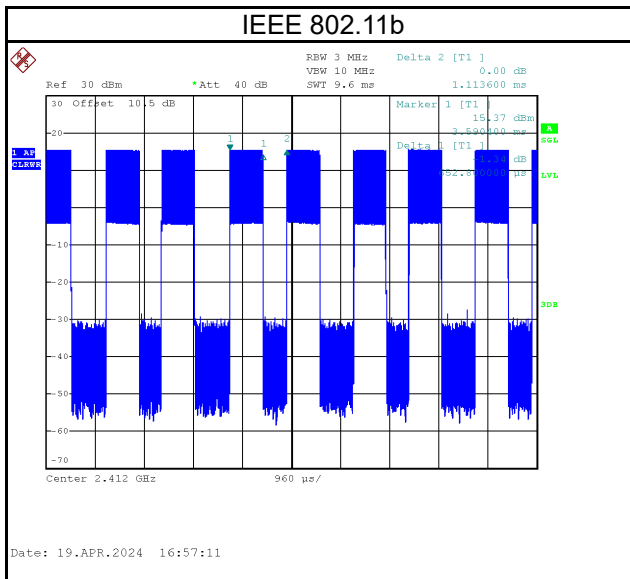 IEEE 802.11b
RBW 3 MHz
Delta 2 [T1 ]
VBW 10 MHz
0.00 dB
Ref 30 dBm
*Att 40 dB
SWT 9.6 ms
1.113600 ms
30 Offset 10.5 dB
Marker 1 [T1 ]
15.37 dBm
3.590400 ms
A
SGL
20
1
1
2
Delta 1 [T1 ]
-1.34 dB
652.800000 µs
1 AP
CLRWR
LVL
-10
-20
3DB
-30
-40
-50
-60
-70
Center 2.412 GHz
960 µs/
Date: 19.APR.2024 16:57:11